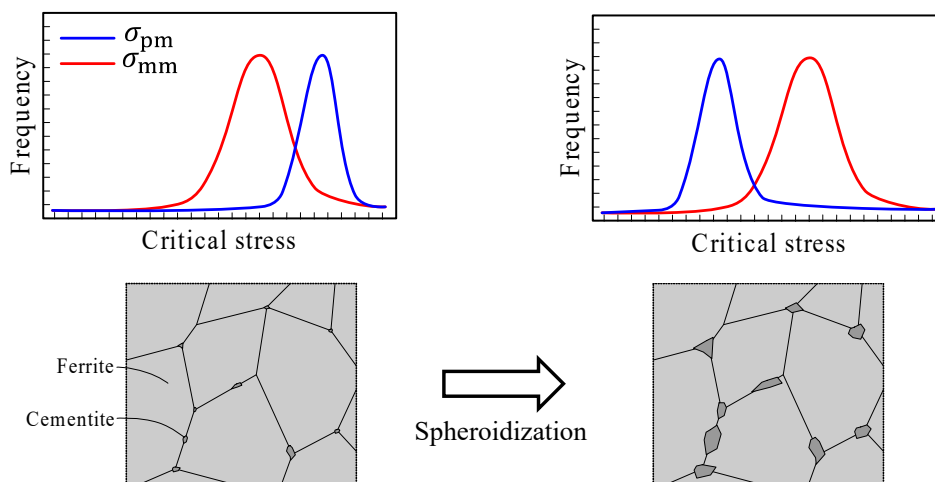 σpm
σmm
Frequency
Critical stress
Frequency
Critical stress
Ferrite
Cementite
Spheroidization